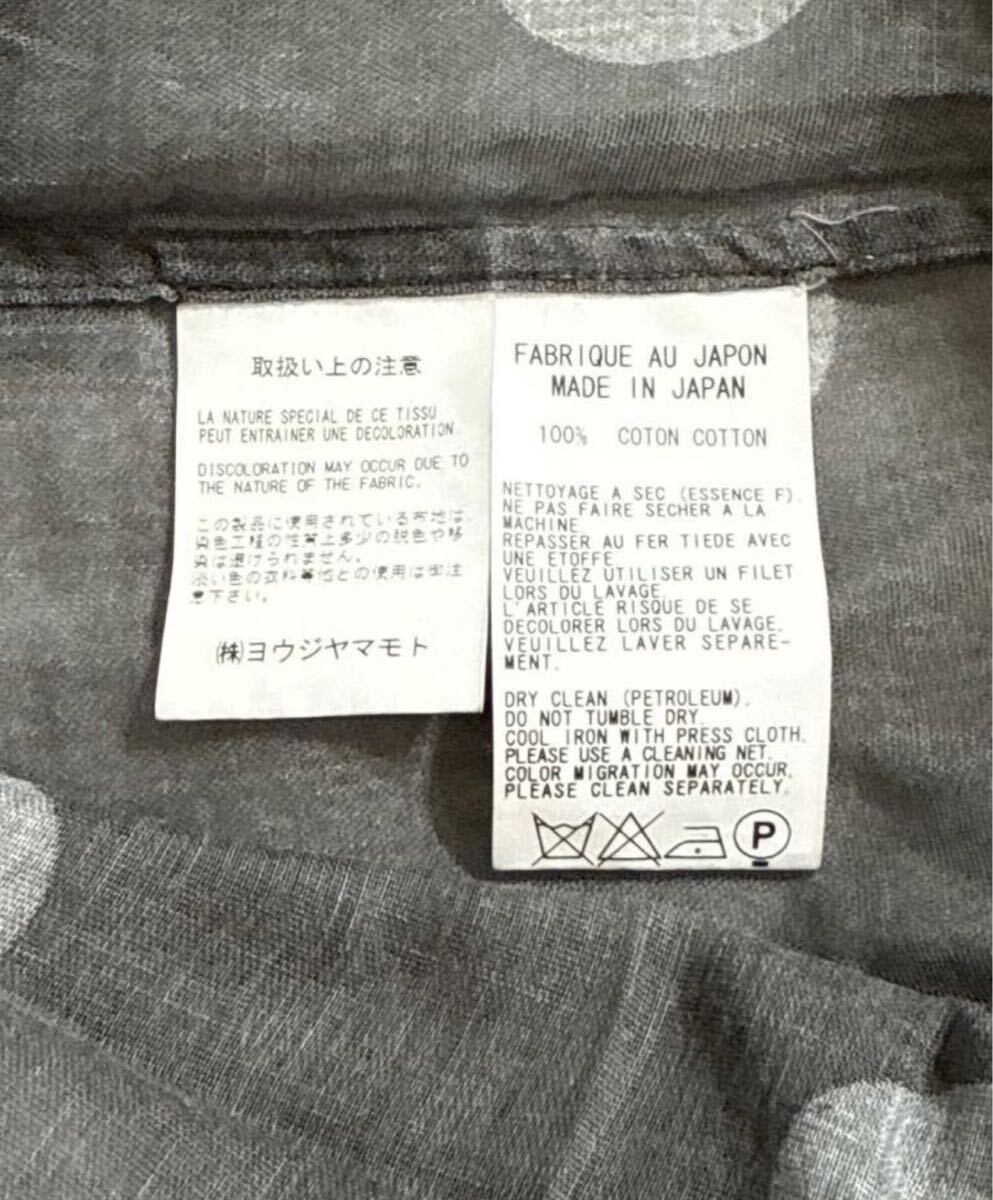 取扱い上の注意
LA NATURE SPECIAL DE CE TISSU
PEUT ENTRAINER UNE DECOLORATION
DISCOLORATION MAY OCCUR DUE TO
THE NATURE OF THE FABRIC.
この製品に使用されている布地は、
染色工程の性質上多少の脱色や移
染は避けられません。
淡い色の衣料等他との使用は御注
意下さい。
㈱ヨウジヤマモト
FABRIQUE AU JAPON
MADE IN JAPAN
100% COTON COTTON
NETTOYAGE A SEC (ESSENCE F).
NE PAS FAIRE SECHER A LA
MACHINE
REPASSER AU FER TIEDE AVEC
UNE ETOFFE
VEUILLEZ UTILISER UN FILET
LORS DU LAVAGE.
L'ARTICLE RISQUE DE SE
DECOLORER LORS DU LAVAGE,
VEUILLEZ LAVER SEPARE-
MENT.
DRY CLEAN (PETROLEUM).
DO NOT TUMBLE DRY.
COOL IRON WITH PRESS CLOTH.
PLEASE USE A CLEANING NET.
COLOR MIGRATION MAY OCCUR,
PLEASE CLEAN SEPARATELY.
P